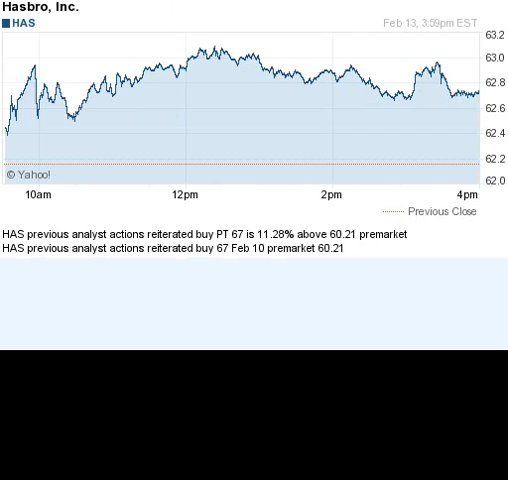 Hasbro, Inc.
HAS
Feb 13, 3:59pm EST
63.2
63.0
62.8
62.6
62.4
62.2
62.0
© Yahoo!
10am 12pm 2pm 4pm
Previous Close
HAS previous analyst actions reiterated buy PT 67 is 11.28% above 60.21 premarket
HAS previous analyst actions reiterated buy 67 Feb 10 premarket 60.21